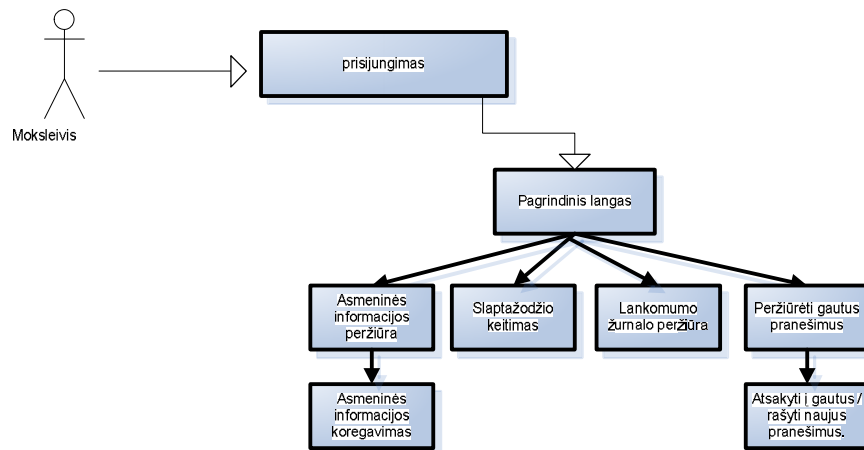 prisijungimas
Moksleivis
Pagrindinis langas
Asmeninės
informacijos
peržiūra
Slaptažodžio
keitimas
Lankomumo
žurnalo peržiūra
Peržiūrėti gautus
pranešimus
Asmeninės
informacijos
koregavimas
Atsakyti į gautus /
rašyti naujus
pranešimus.